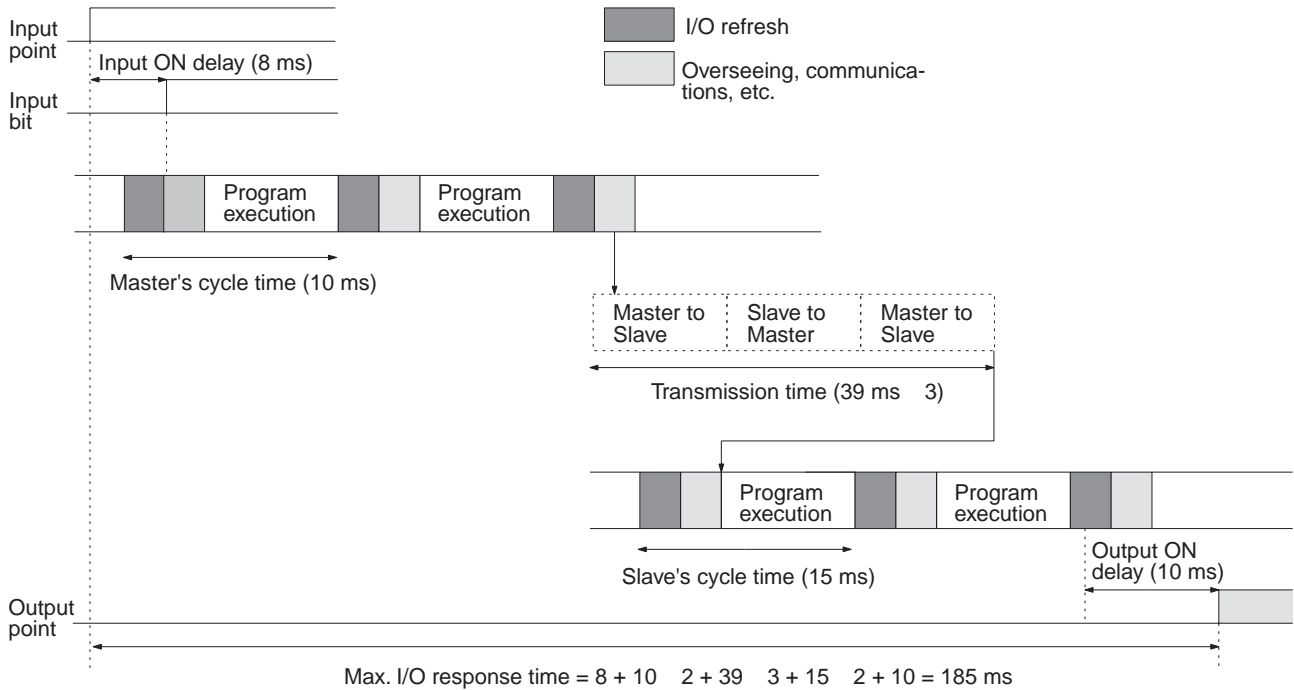 Input
point
I/O refresh
Input ON delay (8 ms)
Overseeing, communica-
tions, etc.
Input
bit
Program
execution
Program
execution
Master's cycle time (10 ms)
Master to
Slave
Slave to
Master
Master to
Slave
Transmission time (39 ms 3)
Program
execution
Program
execution
Output ON
delay (10 ms)
Slave's cycle time (15 ms)
Output
point
Max. I/O response time = 8 + 10 2 + 39 3 + 15 2 + 10 = 185 ms